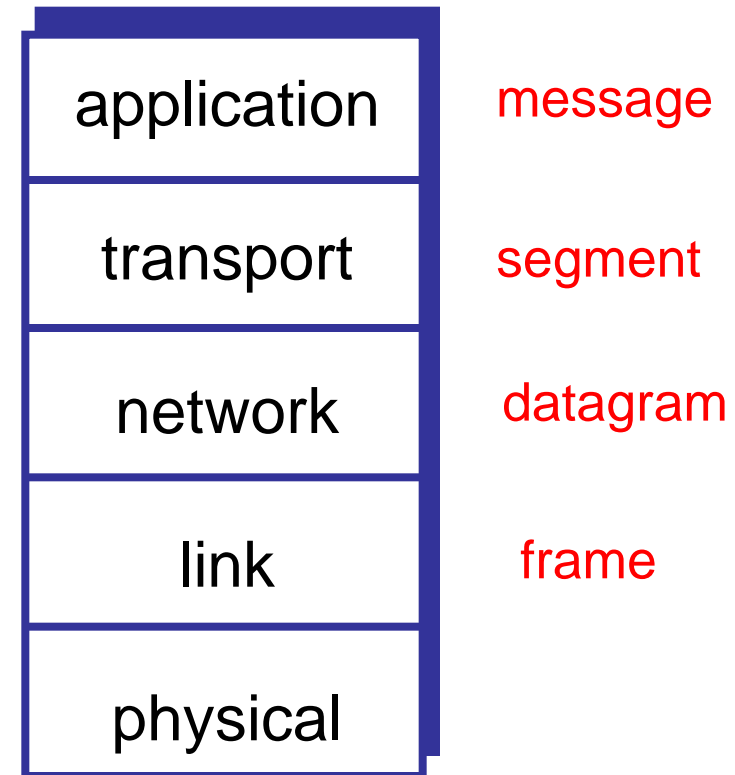 application message
transport segment
network datagram
link frame
physical